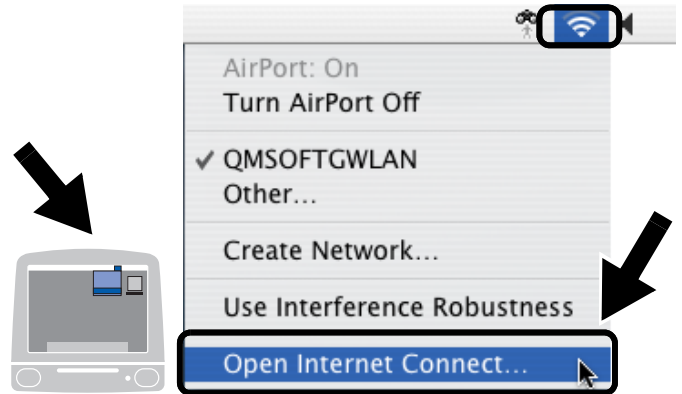 AirPort: On
Turn AirPort Off
✓ QMSOFTGWLAN
Other...
Create Network...
Use Interference Robustness
Open Internet Connect...